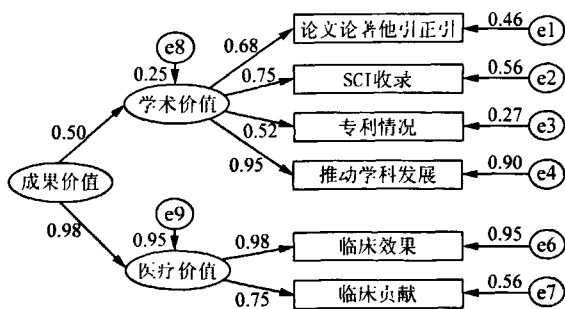 e8
0.68
论文论著他引正引
0.46
e1
0.25
0.75
SCI收录
0.56
e2
学术价值
0.52
专利情况
0.27
e3
0.50
0.95
推动学科发展
0.90
e4
成果价值
e9
0.98
0.95
0.98
临床效果
0.95
e6
医疗价值
0.75
临床贡献
0.56
e7